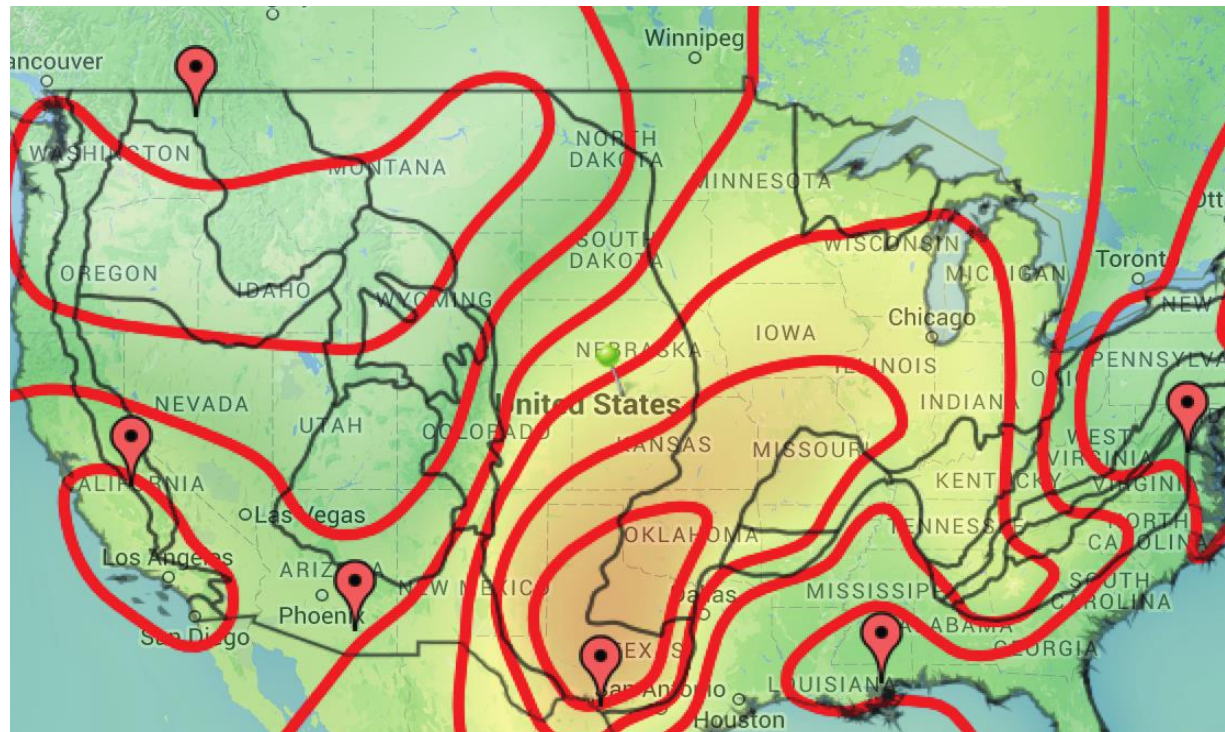 Winnipeg
ancouver
WASHINGTON
MONTANA
NORTH
DAKOTA
MINNESOTA
Ott
SOUTH
DAKOTA
WISCONSIN
MICHIGAN
Toronto
OREGON
IDAHO
WYOMING
Chicago
NEW
IOWA
NEBRASKA
ILLINOIS
PENNSYLVA
NEVADA
UTAH
COLORADO
United States
INDIANA
OHIO
KANSAS
MISSOURI
WEST
VIRGINIA
CALIFORNIA
KENTUCKY
VIRGINIA
Las Vegas
OKLAHOMA
TENNESSEE
NORTH
CAROLINA
Los Angeles
ARIZONA
NEW MEXICO
Phoenix
Dallas
MISSISSIP
SOUTH
CAROLINA
San Diego
ALABAMA
GEORGIA
TEXAS
San Antonio
LOUISIANA
Houston